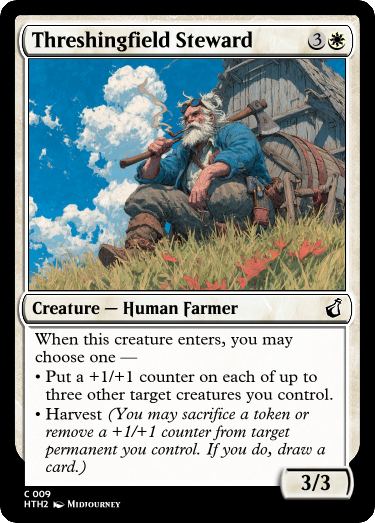 Threshingfield Steward 3
Creature — Human Farmer
When this creature enters, you may
choose one —
• Put a +1/+1 counter on each of up to
three other target creatures you control.
• Harvest (You may sacrifice a token or
remove a +1/+1 counter from target
permanent you control. If you do, draw a
card.)
3/3
C 009
HTH2 Midjourney